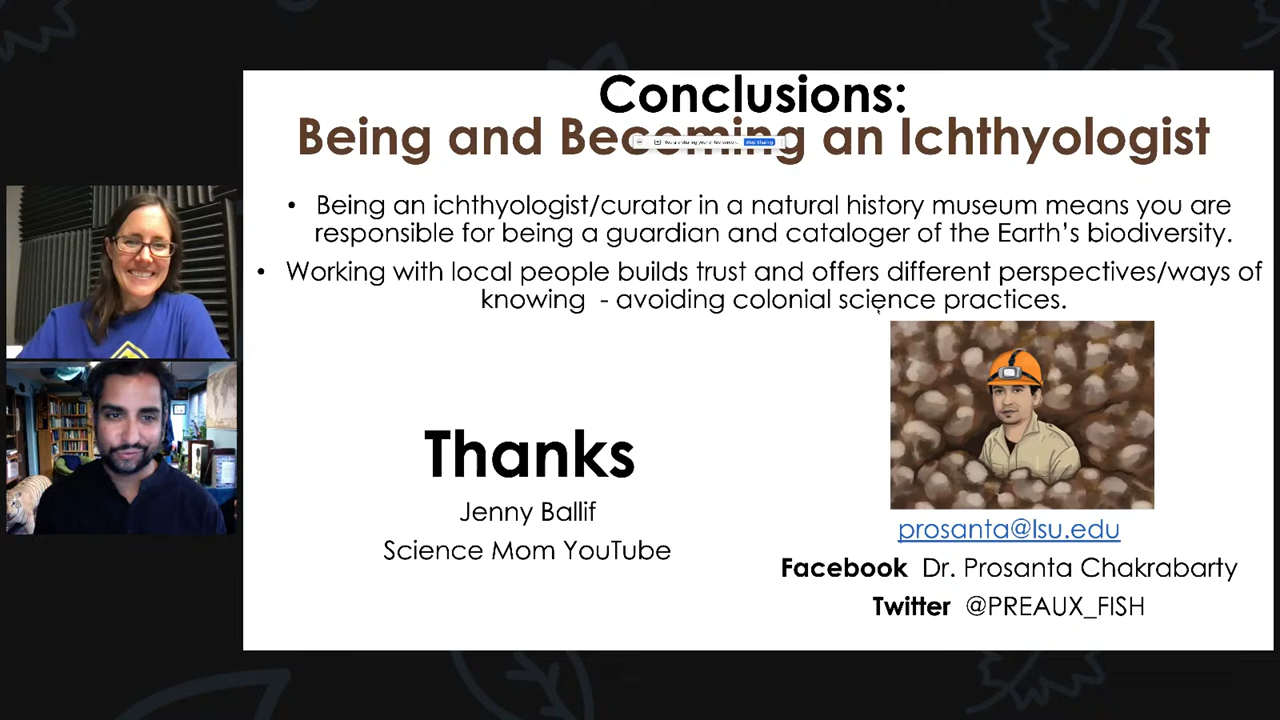 Conclusions:
Being and Becoming an Ichthyologist
Stop Sharing
• Being an ichthyologist/curator in a natural history museum means you are
responsible for being a guardian and cataloger of the Earth's biodiversity.
• Working with local people builds trust and offers different perspectives/ways of
knowing - avoiding colonial science practices.
Thanks
Jenny Ballif
Science Mom YouTube
prosanta@lsu.edu
Facebook Dr. Prosanta Chakrabarty
Twitter @PREAUX_FISH